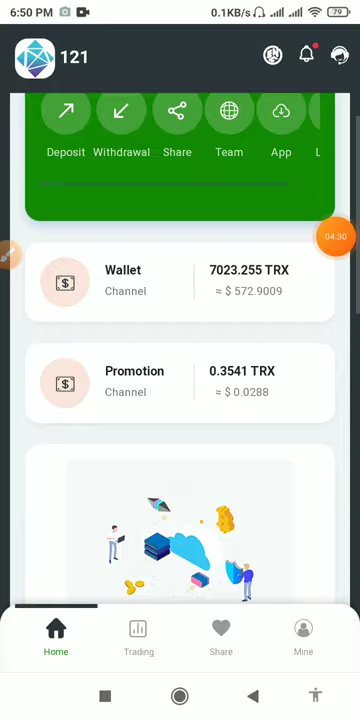 6:50 PM
0.1KB/s
79
121
Deposit
Withdrawal
Share
Team
App
L
04:30
Wallet
7023.255 TRX
Channel
≈ $ 572.9009
Promotion
0.3541 TRX
Channel
≈ $ 0.0288
Home
Trading
Share
Mine